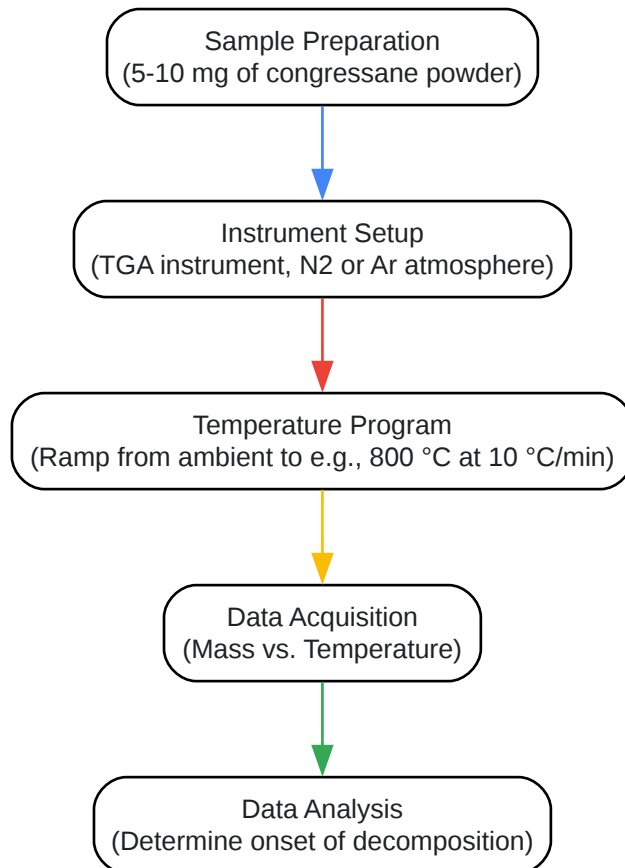 Sample Preparation
(5-10 mg of congressane powder)
Instrument Setup
(TGA instrument, N2 or Ar atmosphere)
Temperature Program
(Ramp from ambient to e.g., 800 °C at 10 °C/min)
Data Acquisition
(Mass vs. Temperature)
Data Analysis
(Determine onset of decomposition)